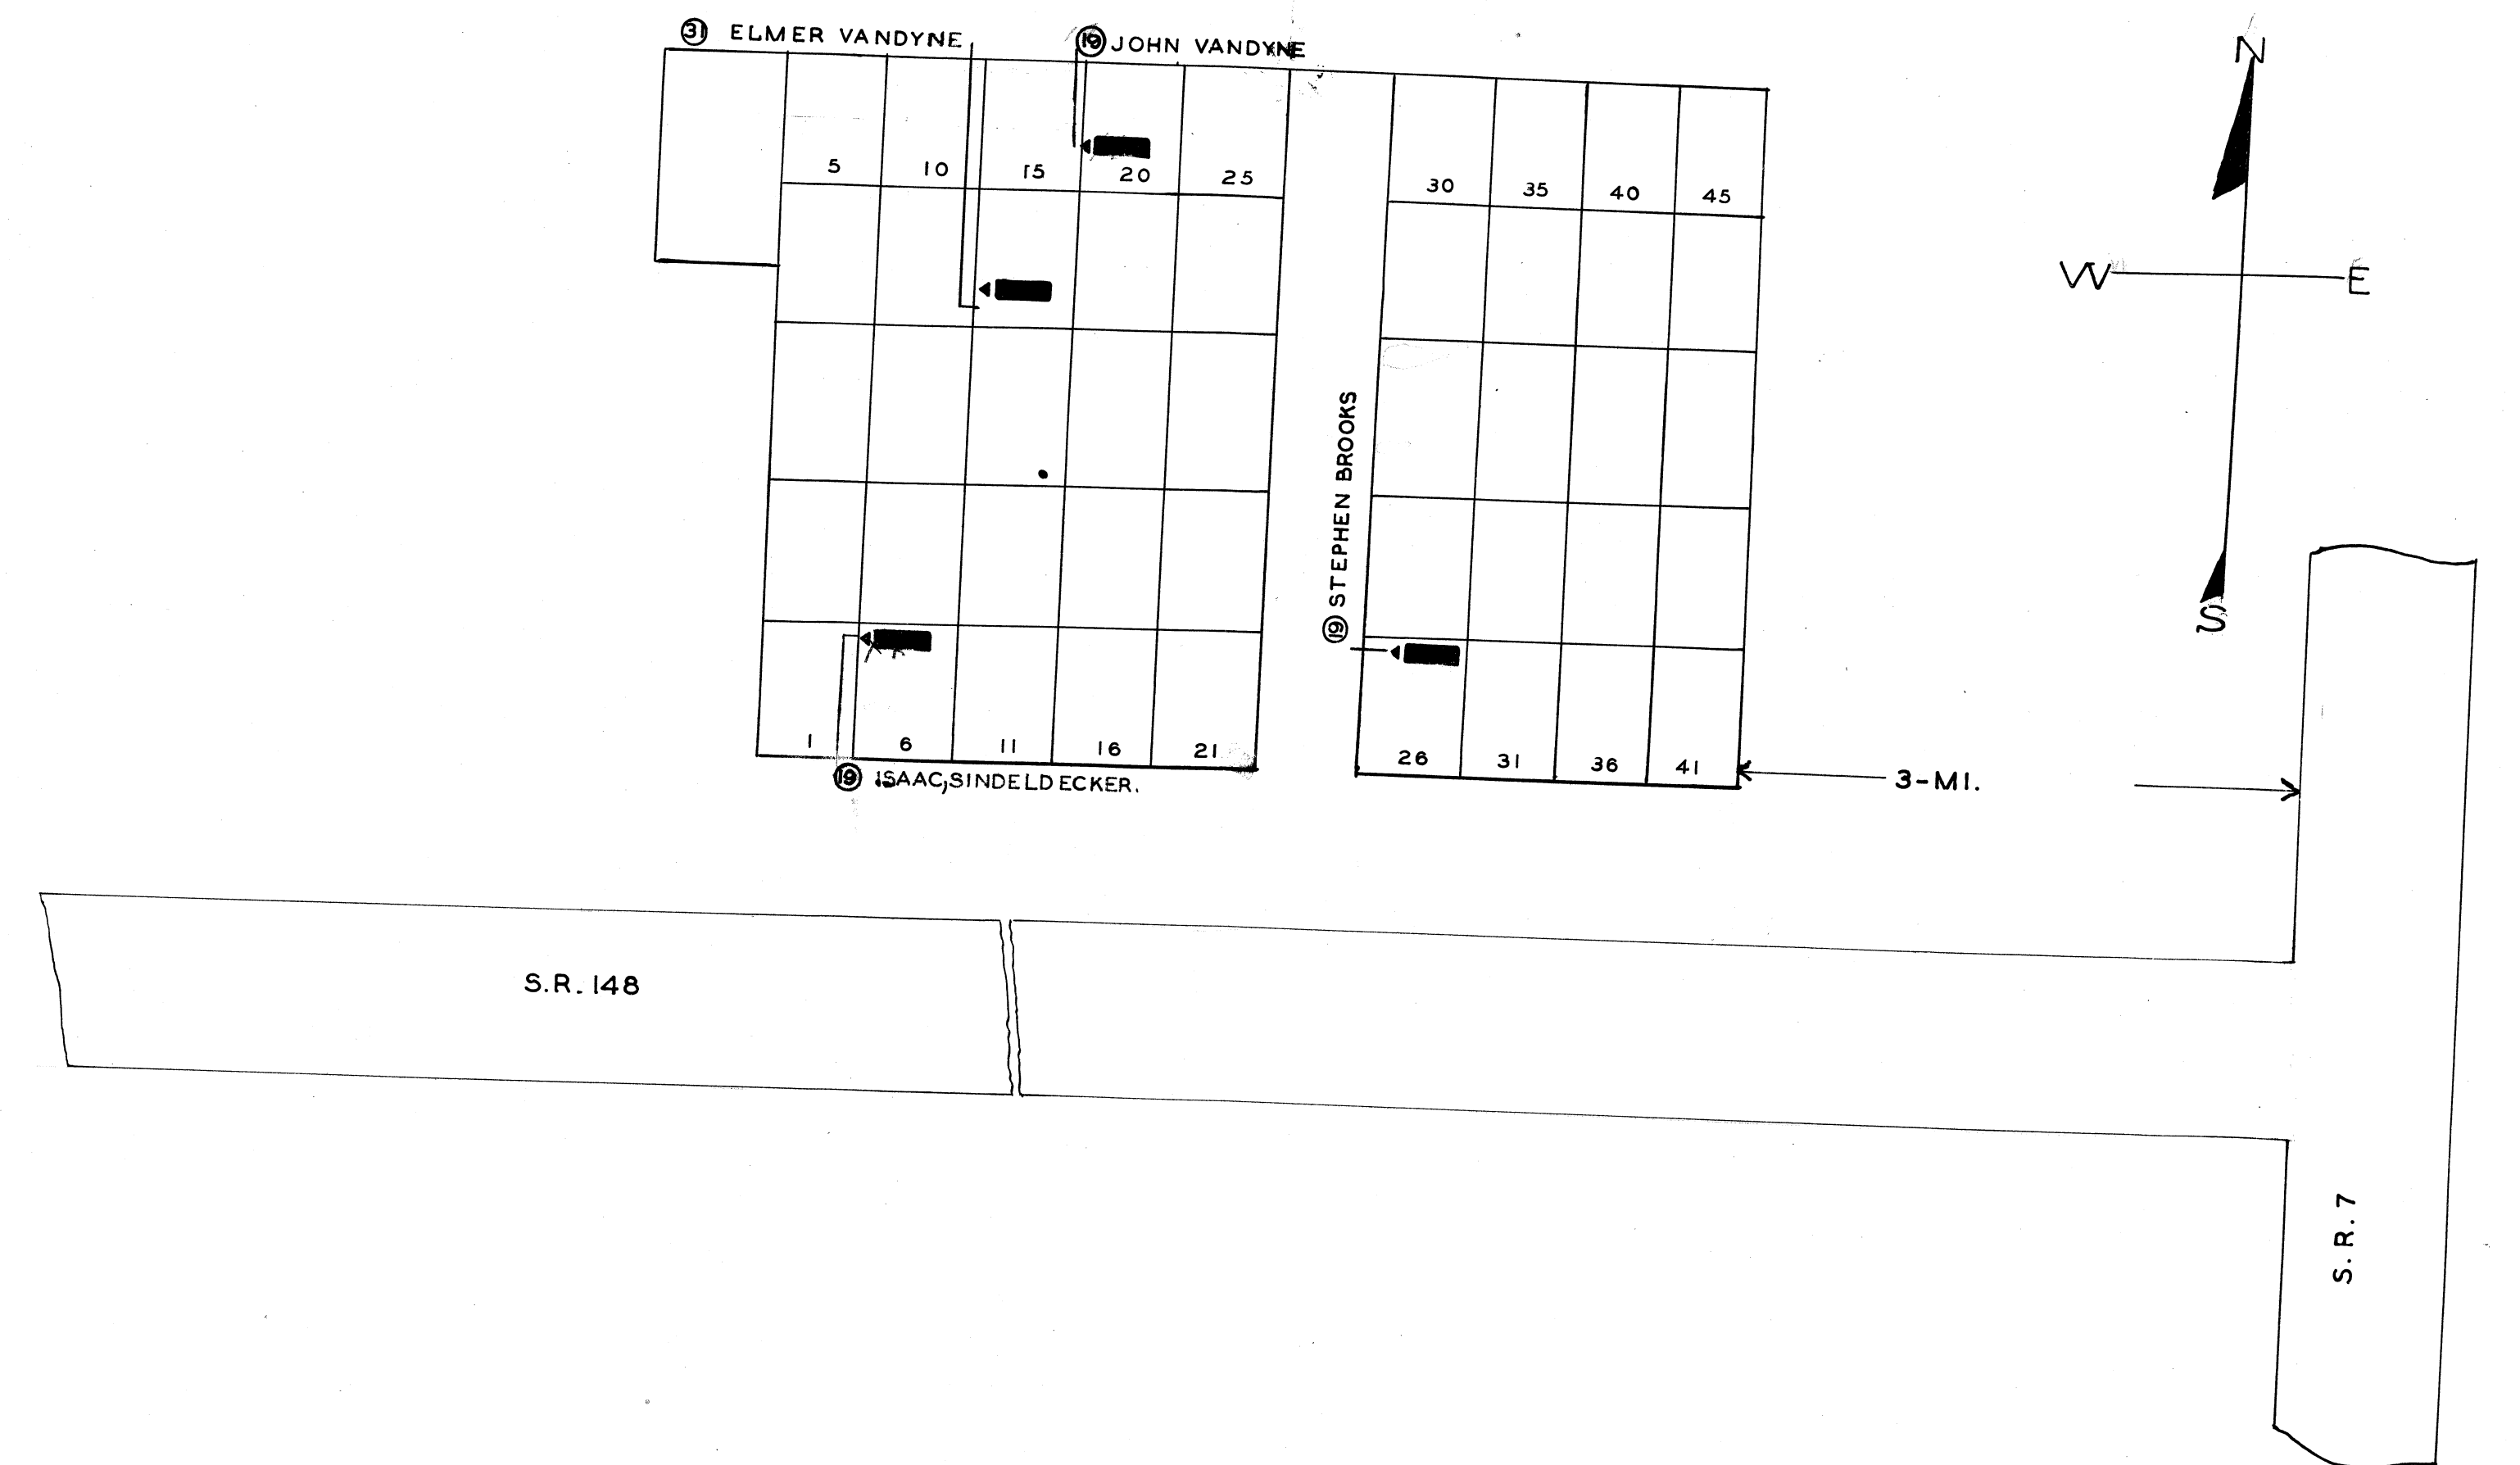 31 ELMER VANDYNE
19 JOHN VANDYNE
N
5 10 15 20 25 30 35 40 45
W E
19 STEPHEN BROOKS
S
1 6 11 16 21 26 31 36 41
3-MI.
19 ISAAC, SINDELDECKER.
S.R. 148
S.R. 7